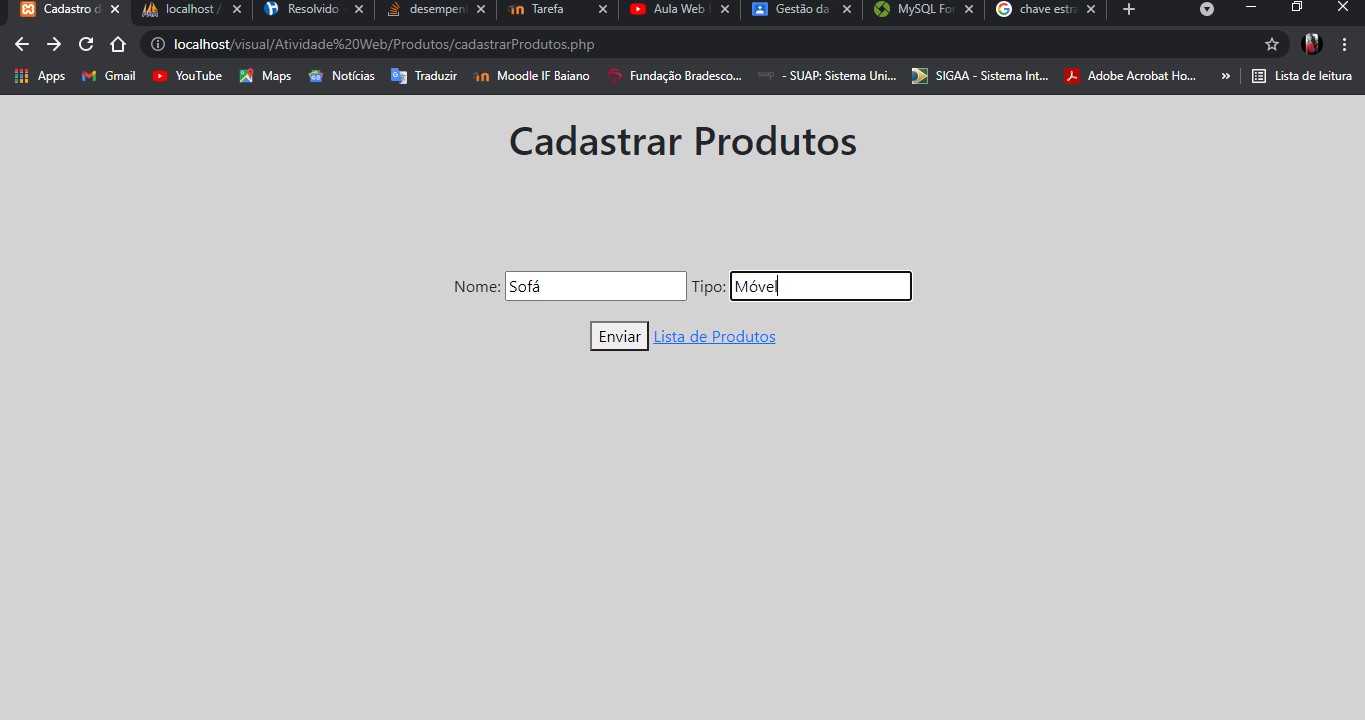 Cadastro d
localhost /
Resolvido
desempen
Tarefa
Aula Web
Gestão da
MySQL For
chave estra
localhost/visual/Atividade%20Web/Produtos/cadastrarProdutos.php
Apps Gmail YouTube Maps Notícias Traduzir Moodle IF Baiano Fundação Bradesco... suap - SUAP: Sistema Uni... SIGAA - Sistema Int... Adobe Acrobat Ho... » Lista de leitura
Cadastrar Produtos
Nome: Sofá Tipo: Móvel
Enviar Lista de Produtos